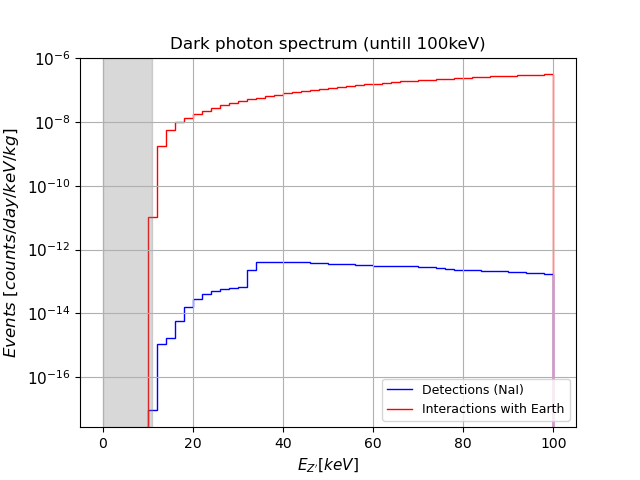 Dark photon spectrum (untill 100keV)
Events [counts/day/keV/kg]
10⁻⁶
10⁻⁸
10⁻¹⁰
10⁻¹²
10⁻¹⁴
10⁻¹⁶
Detections (NaI)
Interactions with Earth
0 20 40 60 80 100
E_Z'[keV]